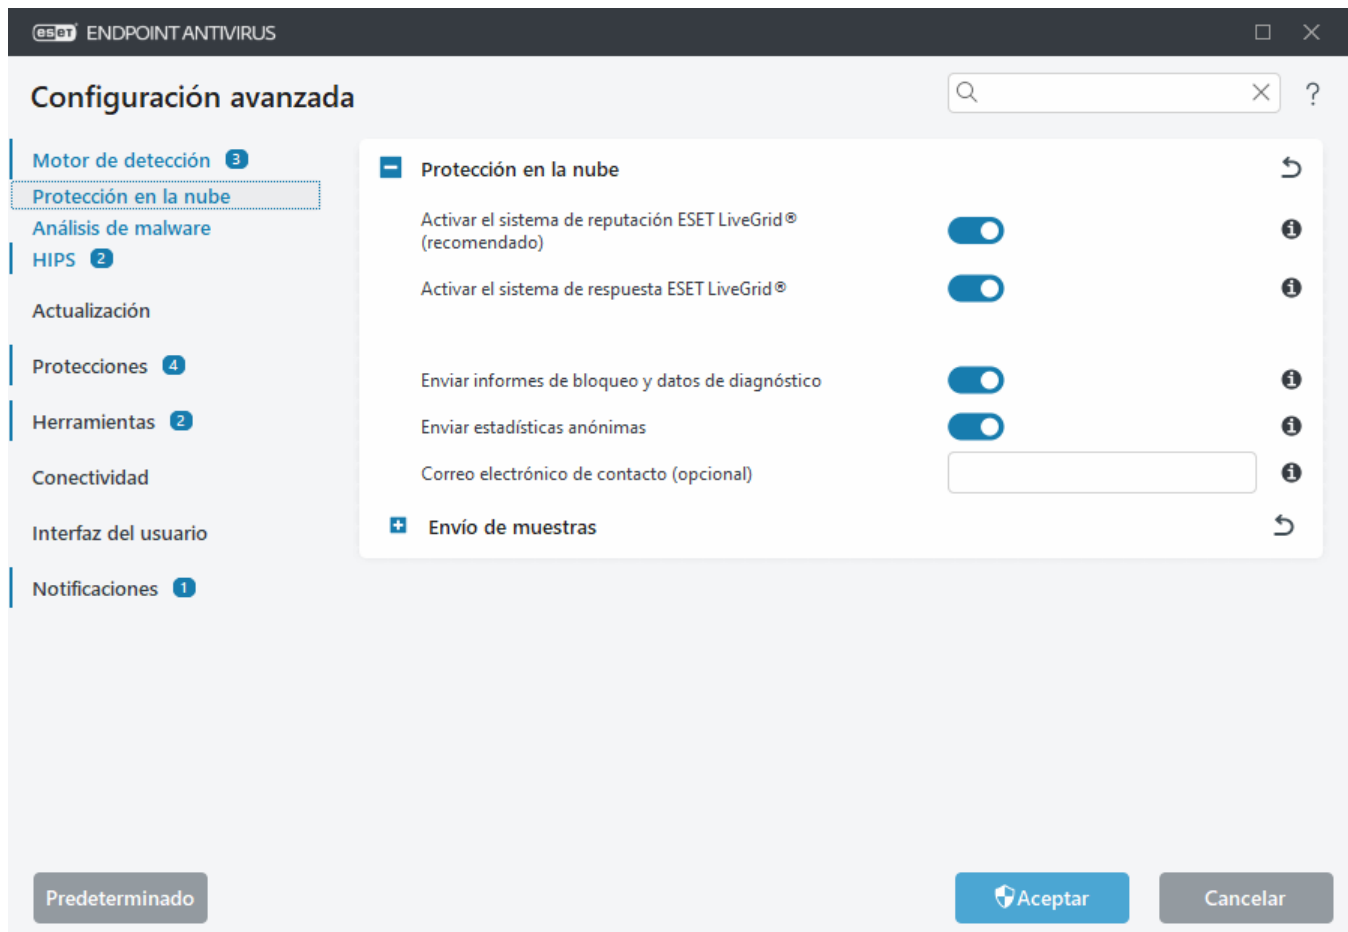 eset ENDPOINT ANTIVIRUS
Configuración avanzada
?
Motor de detección 3
Protección en la nube
Análisis de malware
HIPS 2
Actualización
Protecciones 4
Herramientas 2
Conectividad
Interfaz del usuario
Notificaciones 1
Protección en la nube
Activar el sistema de reputación ESET LiveGrid®
(recomendado)
Activar el sistema de respuesta ESET LiveGrid®
Enviar informes de bloqueo y datos de diagnóstico
Enviar estadísticas anónimas
Correo electrónico de contacto (opcional)
Envío de muestras
Predeterminado
Aceptar
Cancelar